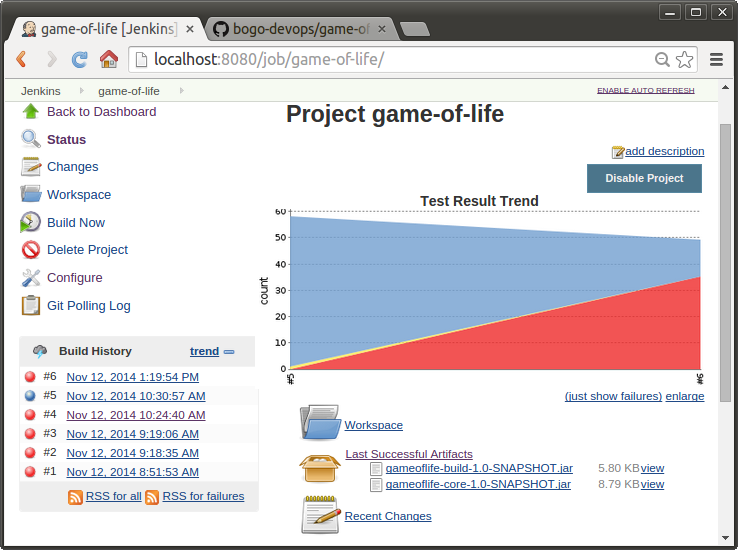 game-of-life [Jenkins]
bogo-devops/game-of
localhost:8080/job/game-of-life/
Jenkins
game-of-life
ENABLE AUTO REFRESH
Back to Dashboard
Status
Changes
Workspace
Build Now
Delete Project
Configure
Git Polling Log
Build History
trend
#6 Nov 12, 2014 1:19:54 PM
#5 Nov 12, 2014 10:30:57 AM
#4 Nov 12, 2014 10:24:40 AM
#3 Nov 12, 2014 9:19:06 AM
#2 Nov 12, 2014 9:18:35 AM
#1 Nov 12, 2014 8:51:53 AM
RSS for all
RSS for failures
Project game-of-life
add description
Disable Project
Test Result Trend
60
50
40
30
20
10
0
count
#5
#6
(just show failures) enlarge
Workspace
Last Successful Artifacts
gameoflife-build-1.0-SNAPSHOT.jar 5.80 KB view
gameoflife-core-1.0-SNAPSHOT.jar 8.79 KB view
Recent Changes